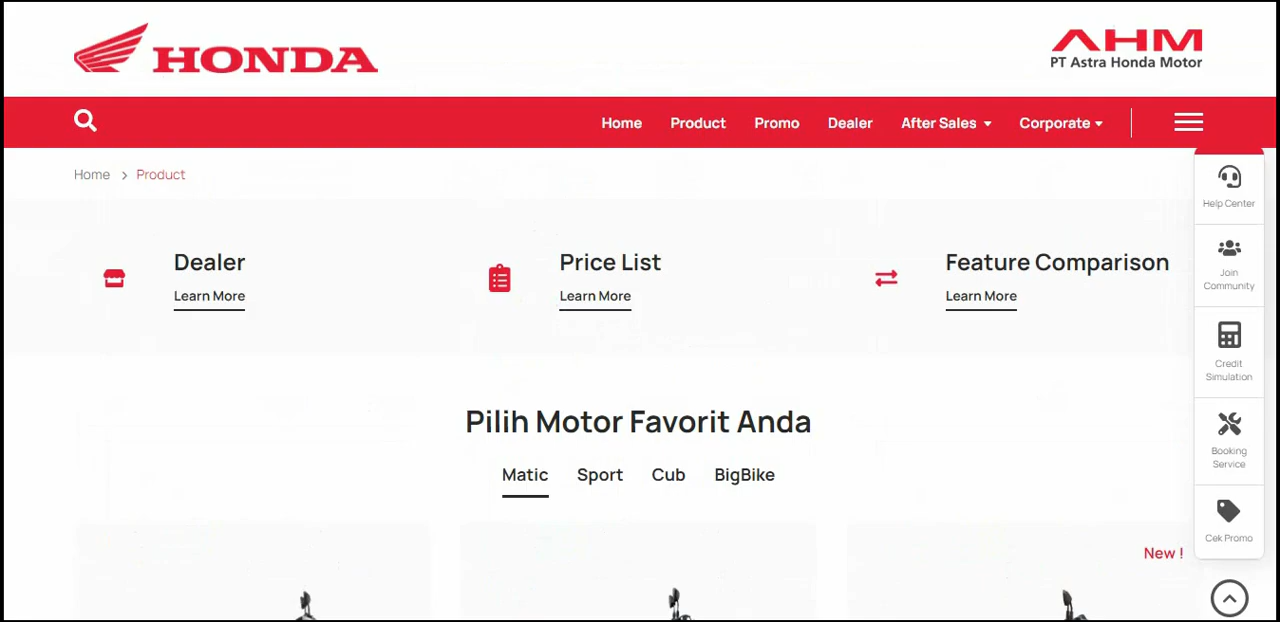 HONDA
AHM
PT Astra Honda Motor
Home Product Promo Dealer After Sales Corporate
Home > Product
Help Center
Dealer
Learn More
Price List
Learn More
Feature Comparison
Learn More
Join
Community
Credit
Simulation
Pilih Motor Favorit Anda
Matic Sport Cub BigBike
Booking
Service
Cek Promo
New !